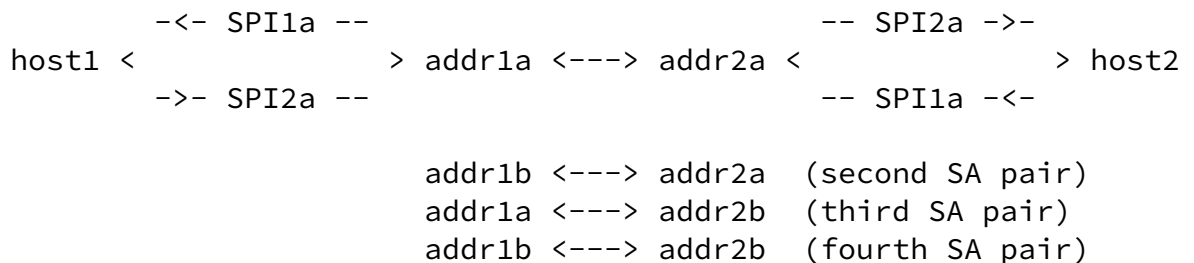 -<- SPI1a -- -- SPI2a ->-
host1 < > addr1a <---> addr2a < > host2
->- SPI2a -- -- SPI1a -<-
addr1b <---> addr2a (second SA pair)
addr1a <---> addr2b (third SA pair)
addr1b <---> addr2b (fourth SA pair)